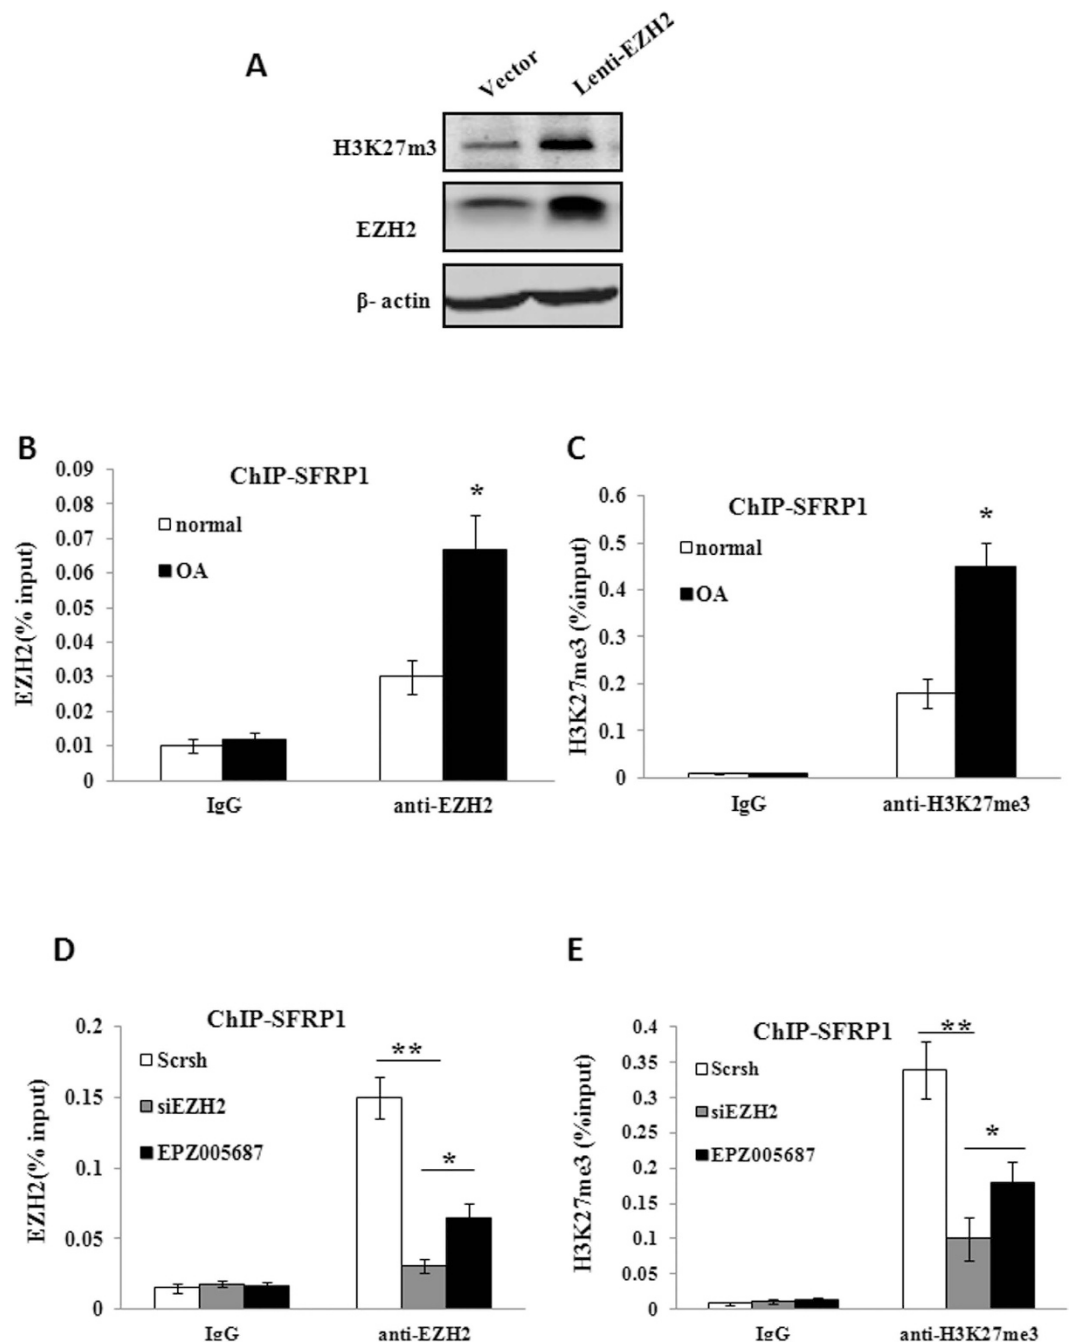 A
Vector
Lenti-EZH2
H3K27m3
EZH2
β- actin
B
ChIP-SFRP1
EZH2(% input)
0.09
0.08
0.07
0.06
0.05
0.04
0.03
0.02
0.01
0
normal
OA
*
IgG
anti-EZH2
C
ChIP-SFRP1
H3K27me3 (%input)
0.6
0.5
0.4
0.3
0.2
0.1
0
normal
OA
*
IgG
anti-H3K27me3
D
ChIP-SFRP1
EZH2(% input)
0.2
0.15
0.1
0.05
0
Scrsh
siEZH2
EPZ005687
**
*
IgG
anti-EZH2
E
ChIP-SFRP1
H3K27me3 (%input)
0.4
0.35
0.3
0.25
0.2
0.15
0.1
0.05
0
Scrsh
siEZH2
EPZ005687
**
*
IgG
anti-H3K27me3